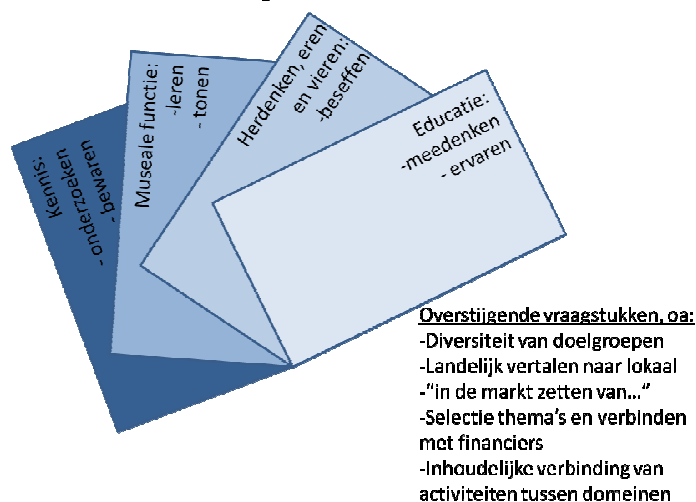 Kennis:
- onderzoeken
- bewaren
Museale functie:
-leren
- tonen
Herdenken, eren
en vieren:
-beseffen
Educatie:
-meedenken
- ervaren
Overstijgende vraagstukken, oa:
-Diversiteit van doelgroepen
-Landelijk vertalen naar lokaal
-“in de markt zetten van...”
-Selectie thema’s en verbinden
met financiers
-Inhoudelijke verbinding van
activiteiten tussen domeinen